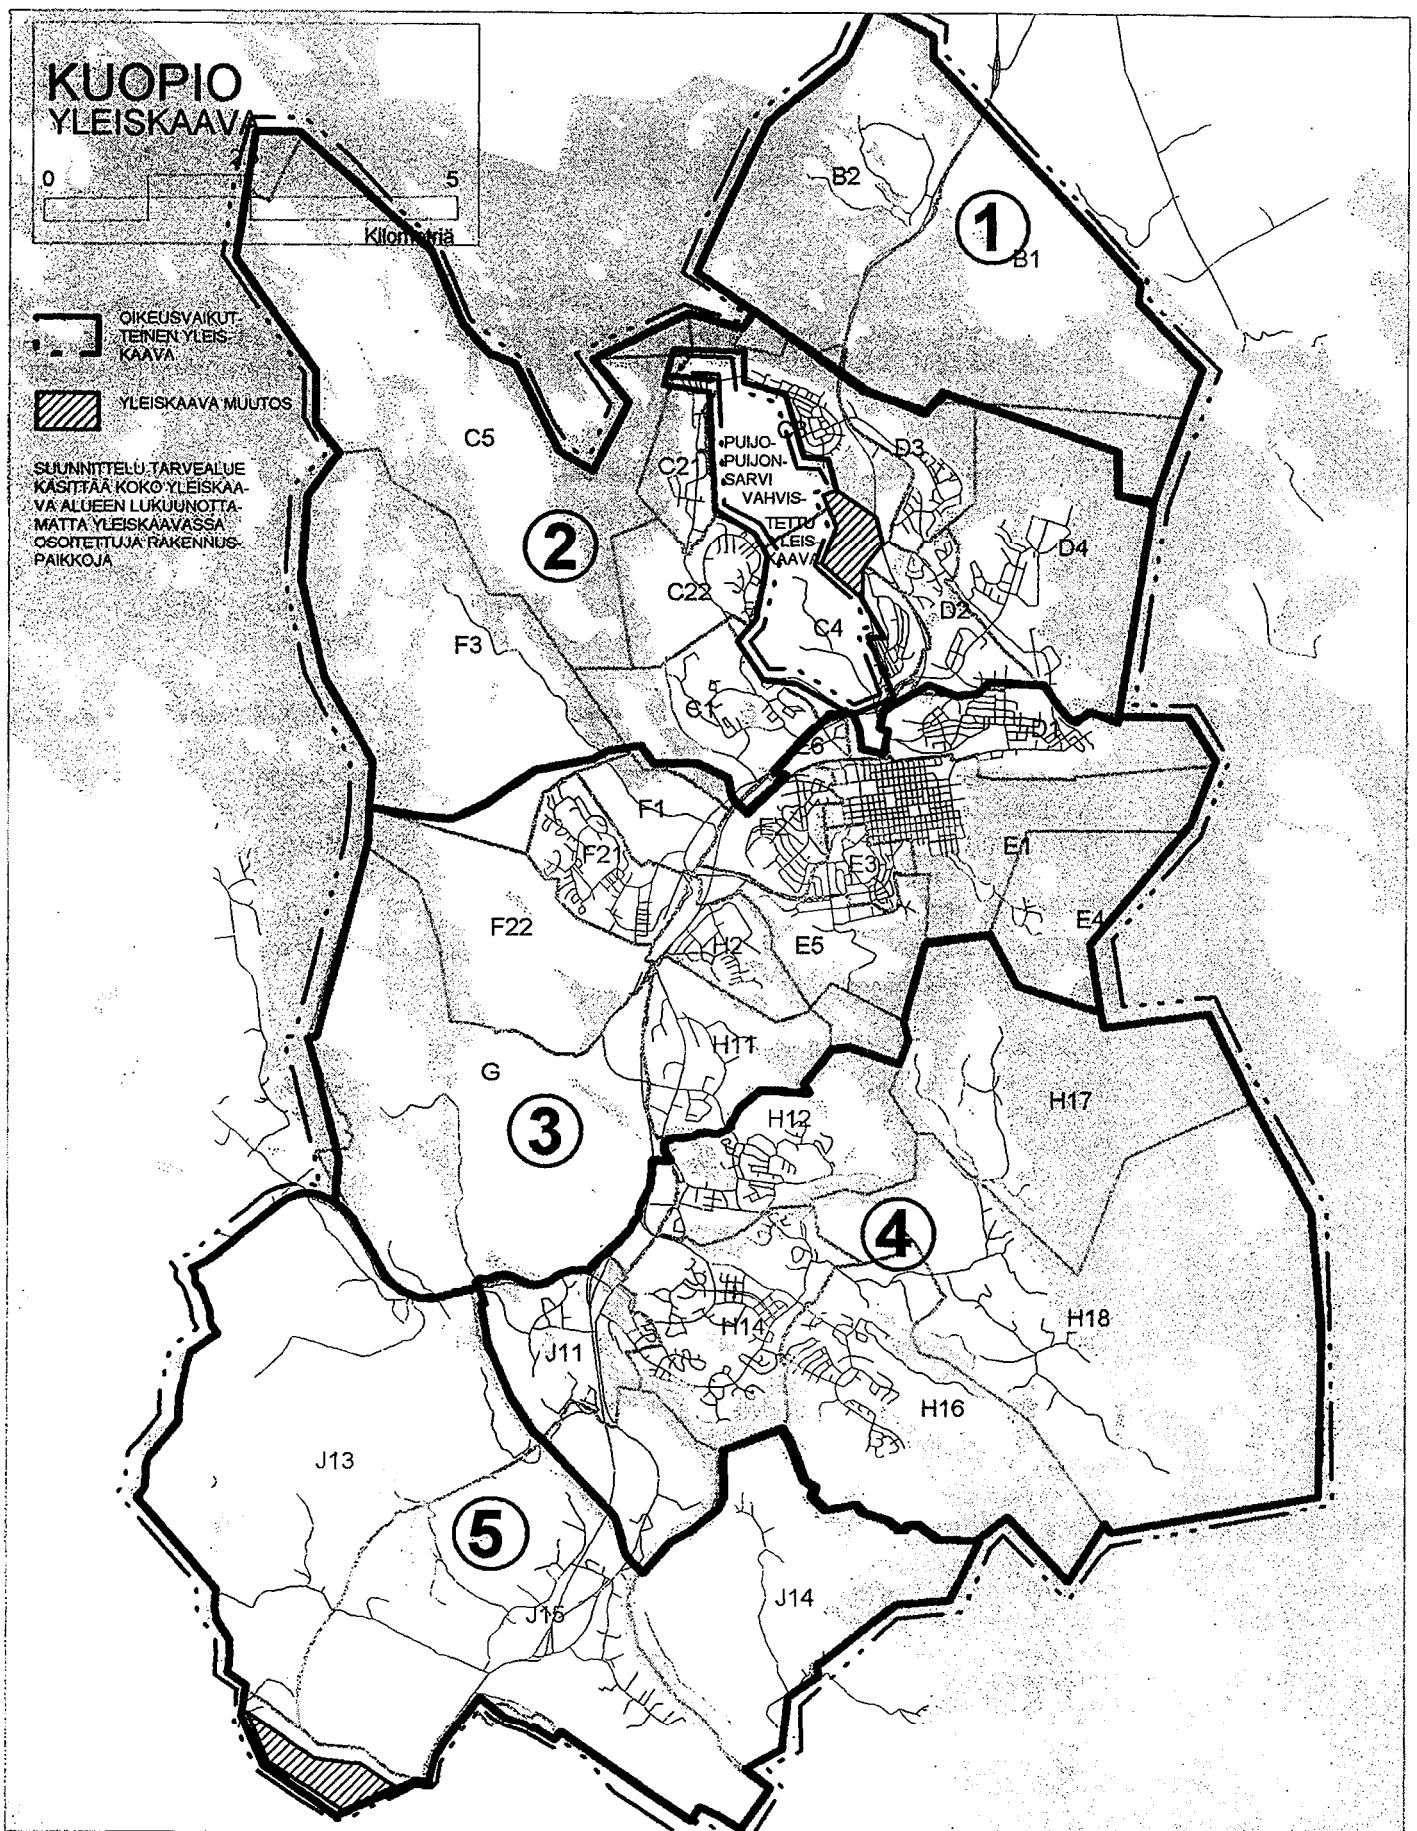 KUOPIO
YLEISKAAVA
0 5
Kilometriä
OIKEUSVAIKUT-
TEINEN YLEIS-
KAAVA
YLEISKAAVA MUUTOS
SUUNNITTELU TARVEALUE
KÄSITTÄÄ KOKO YLEISKAA-
VA ALUEEN LUKUUNOTTA-
MATTA YLEISKAAVASSA
OSOITETTUJA RAKENNUS-
PAIKKOJA
B2
1
B1
C5
C21
PUIJO-
PUIJON-
SARVI
VAHVIS-
TETTU
YLEIS
KAAVA
D3
D4
2
C22
C4
D2
F3
C1
E6
D1
F1
F21
E3
E1
F22
H2
E5
E4
H11
G
3
H12
H17
4
H14
H18
J11
H16
J13
5
J15
J14